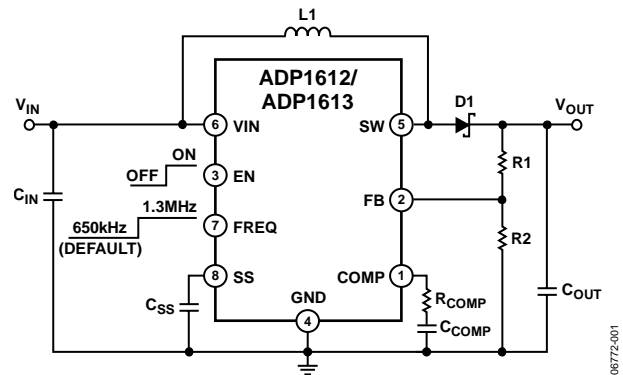 L1
ADP1612/
ADP1613
VIN
6 VIN
SW 5
D1
VOUT
ON
OFF
3 EN
R1
CIN
FB 2
1.3MHz
650kHz
(DEFAULT)
7 FREQ
R2
8 SS
COMP 1
CSS
GND
4
RCOMP
CCOMP
COUT
06772-001